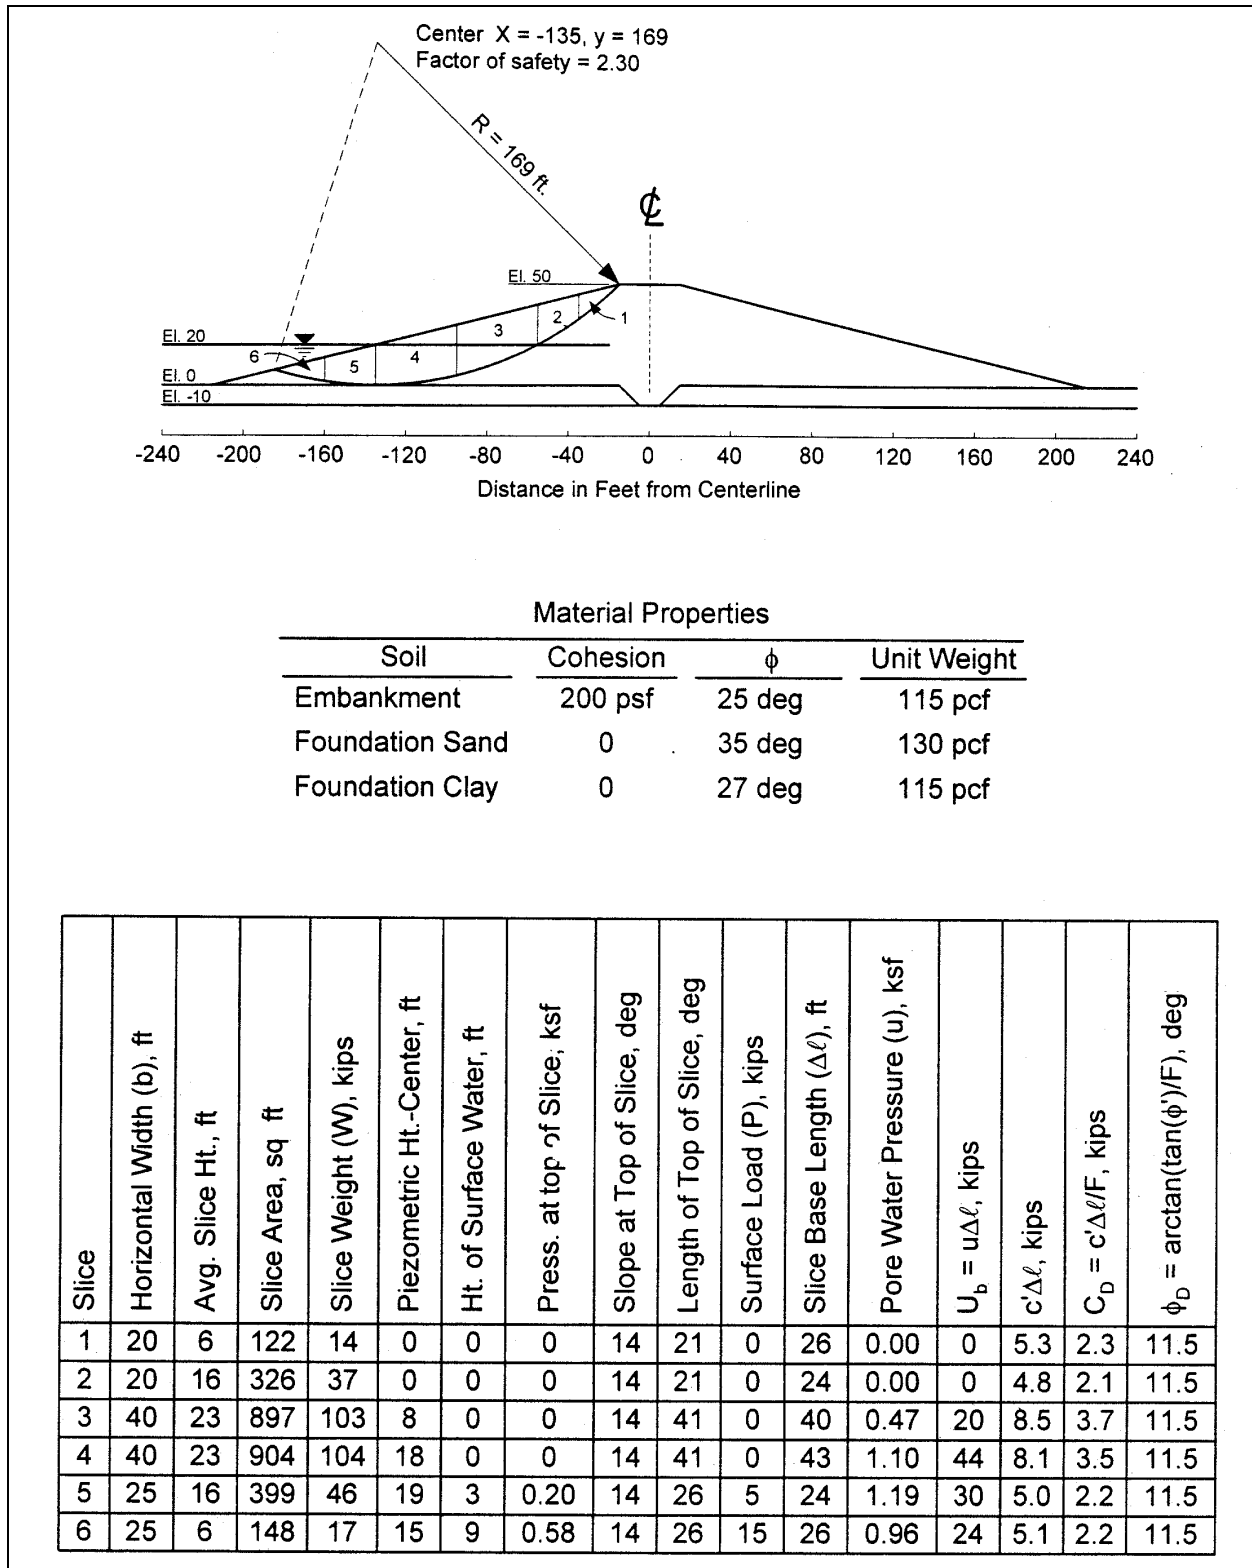 Center X = -135, y = 169
Factor of safety = 2.30
R = 169 ft.
℄
El. 50
El. 20
El. 0
El. -10
1
2
3
4
5
6
-240 -200 -160 -120 -80 -40 0 40 80 120 160 200 240
Distance in Feet from Centerline
Material Properties
Soil Cohesion ϕ Unit Weight
Embankment 200 psf 25 deg 115 pcf
Foundation Sand 0 35 deg 130 pcf
Foundation Clay 0 27 deg 115 pcf
Slice
Horizontal Width (b), ft
Avg. Slice Ht., ft
Slice Area, sq ft
Slice Weight (W), kips
Piezometric Ht.-Center, ft
Ht. of Surface Water, ft
Press. at top of Slice, ksf
Slope at Top of Slice, deg
Length of Top of Slice, deg
Surface Load (P), kips
Slice Base Length (Δℓ), ft
Pore Water Pressure (u), ksf
U_b = uΔℓ, kips
c'Δℓ, kips
C_D = c'Δℓ/F, kips
ϕ_D = arctan(tan(ϕ')/F), deg
1 20 6 122 14 0 0 0 14 21 0 26 0.00 0 5.3 2.3 11.5
2 20 16 326 37 0 0 0 14 21 0 24 0.00 0 4.8 2.1 11.5
3 40 23 897 103 8 0 0 14 41 0 40 0.47 20 8.5 3.7 11.5
4 40 23 904 104 18 0 0 14 41 0 43 1.10 44 8.1 3.5 11.5
5 25 16 399 46 19 3 0.20 14 26 5 24 1.19 30 5.0 2.2 11.5
6 25 6 148 17 15 9 0.58 14 26 15 26 0.96 24 5.1 2.2 11.5